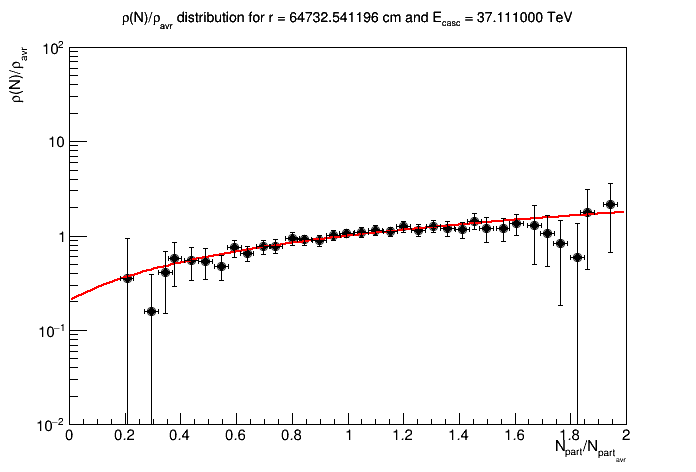 ρ(N)/ρavr distribution for r = 64732.541196 cm and Ecasc = 37.111000 TeV
ρ(N)/ρavr
10²
10
1
10⁻¹
10⁻²
0 0.2 0.4 0.6 0.8 1 1.2 1.4 1.6 1.8 2
Npart/Npartavr